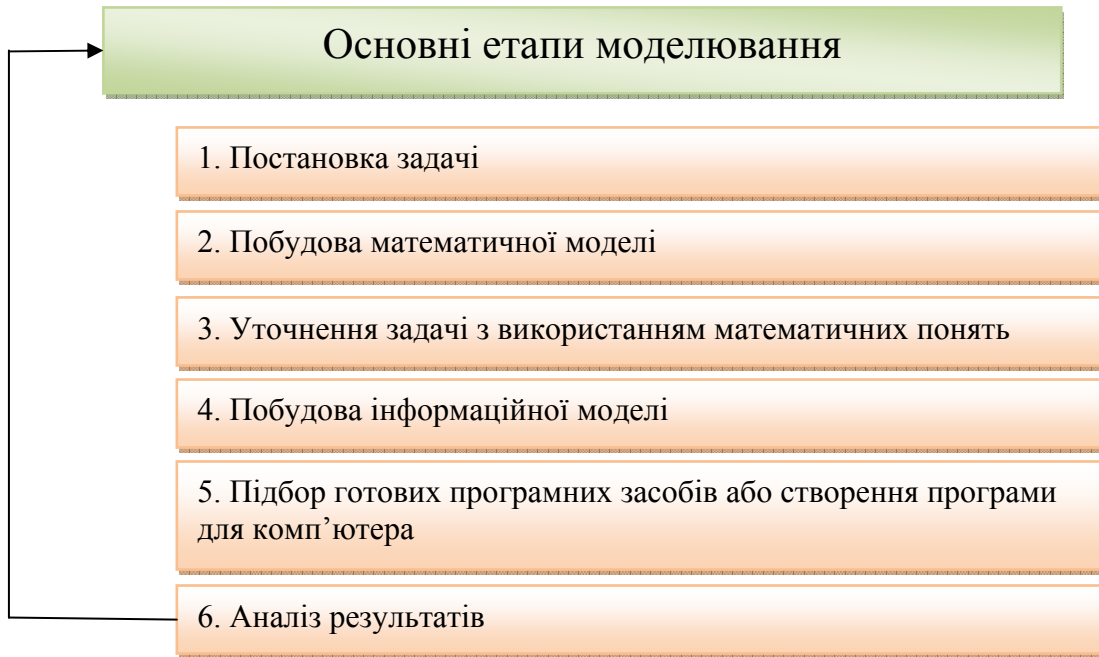 Основні етапи моделювання
1. Постановка задачі
2. Побудова математичної моделі
3. Уточнення задачі з використанням математичних понять
4. Побудова інформаційної моделі
5. Підбор готових програмних засобів або створення програми
для комп’ютера
6. Аналіз результатів